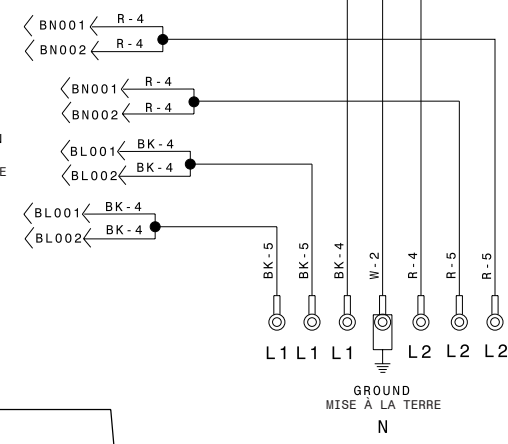 BN001 R-4
BN002 R-4
BN001 R-4
BN002 R-4
N
BL001 BK-4
BL002 BK-4
E
BL001 BK-4
BL002 BK-4
BK-5 BK-5 BK-4 W-2 R-4 R-5 R-5
L1 L1 L1 L2 L2 L2
GROUND
MISE À LA TERRE
N